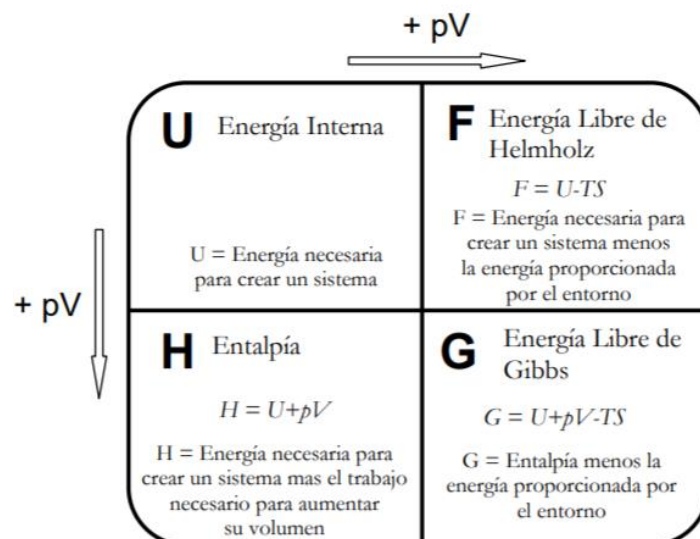 + pV
U Energía Interna
U = Energía necesaria
para crear un sistema
F Energía Libre de
Helmholz
F = U-TS
F = Energía necesaria para
crear un sistema menos
la energía proporcionada
por el entorno
+ pV
H Entalpía
H = U+pV
H = Energía necesaria para
crear un sistema mas el trabajo
necesario para aumentar
su volumen
G Energía Libre de
Gibbs
G = U+pV-TS
G = Entalpía menos la
energía proporcionada por
el entorno